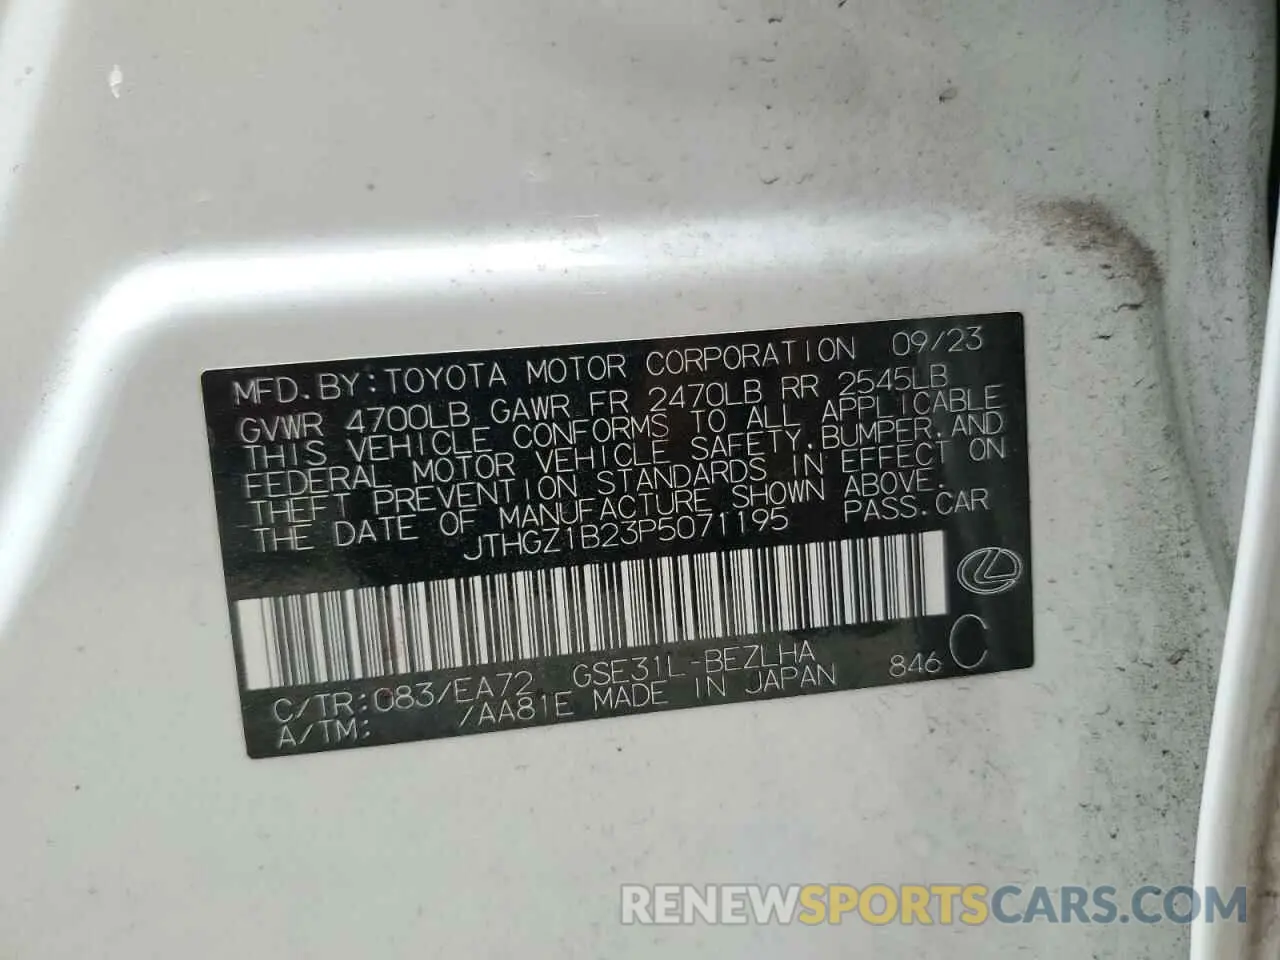 MFD. BY: TOYOTA MOTOR CORPORATION 09/23
GVWR 4700LB GAWR FR 2470LB RR 2545LB
THIS VEHICLE CONFORMS TO ALL APPLICABLE
FEDERAL MOTOR VEHICLE SAFETY, BUMPER, AND
THEFT PREVENTION STANDARDS IN EFFECT ON
THE DATE OF MANUFACTURE SHOWN ABOVE.
JTHGZ1B23P5071195 PASS. CAR
C/TR: 083/EA72 GSE31L-BEZLHA 846 C
A/TM: /AA81E MADE IN JAPAN
RENEWSPORTSCARS.COM